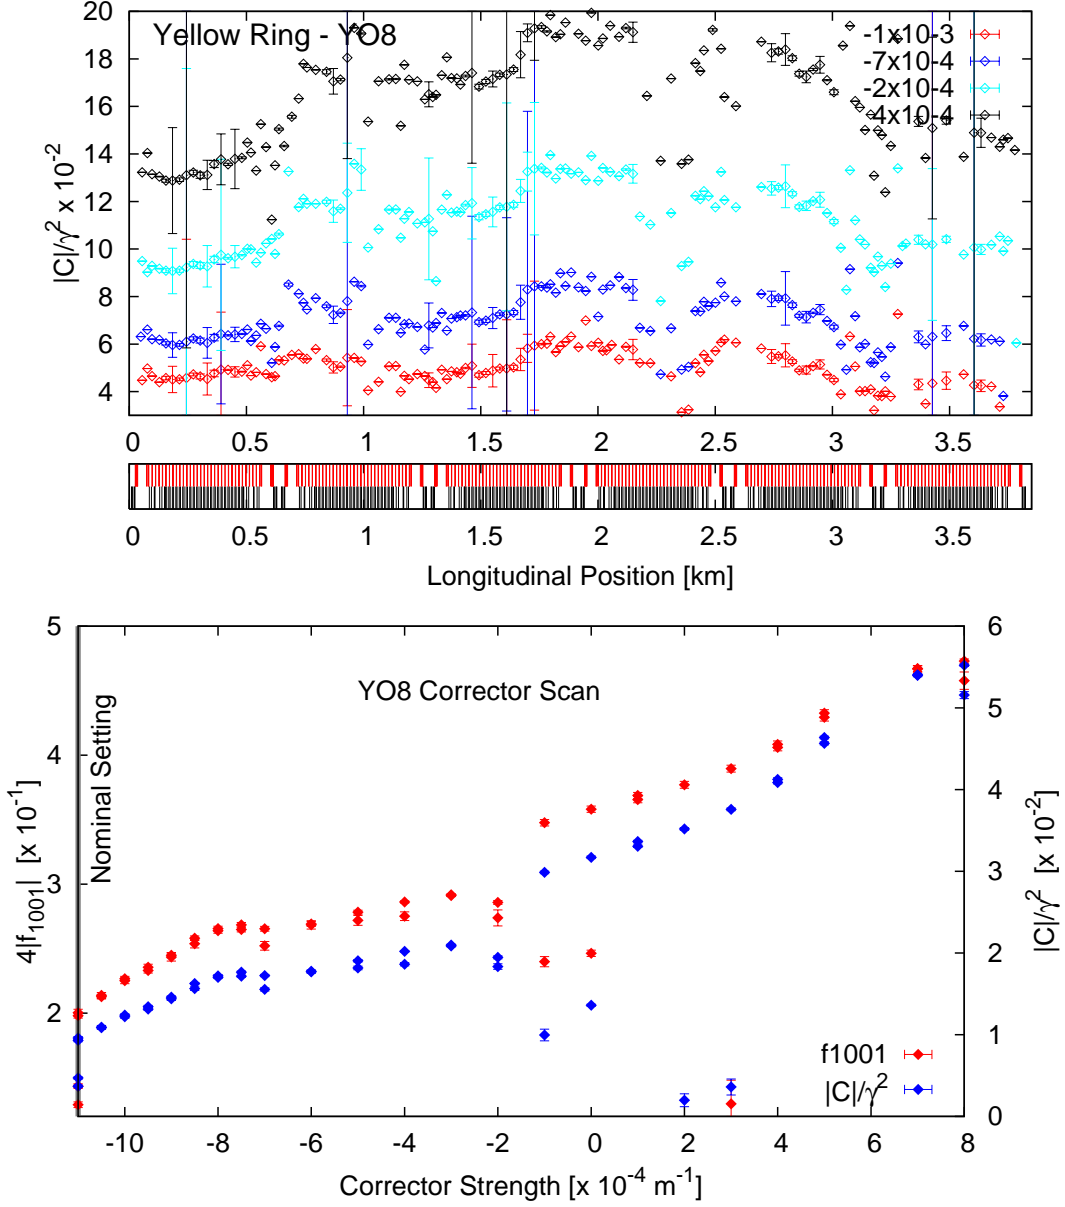 Yellow Ring - YO8
-1x10-3
-7x10-4
-2x10-4
4x10-4
|C|/γ² x 10⁻²
20
18
16
14
12
10
8
6
4
0 0.5 1 1.5 2 2.5 3 3.5
0 0.5 1 1.5 2 2.5 3 3.5
Longitudinal Position [km]
YO8 Corrector Scan
Nominal Setting
4|f₁₀₀₁| [x 10⁻¹]
5
4
3
2
|C|/γ² [x 10⁻²]
6
5
4
3
2
1
0
f1001
|C|/γ²
-10 -8 -6 -4 -2 0 2 4 6 8
Corrector Strength [x 10⁻⁴ m⁻¹]